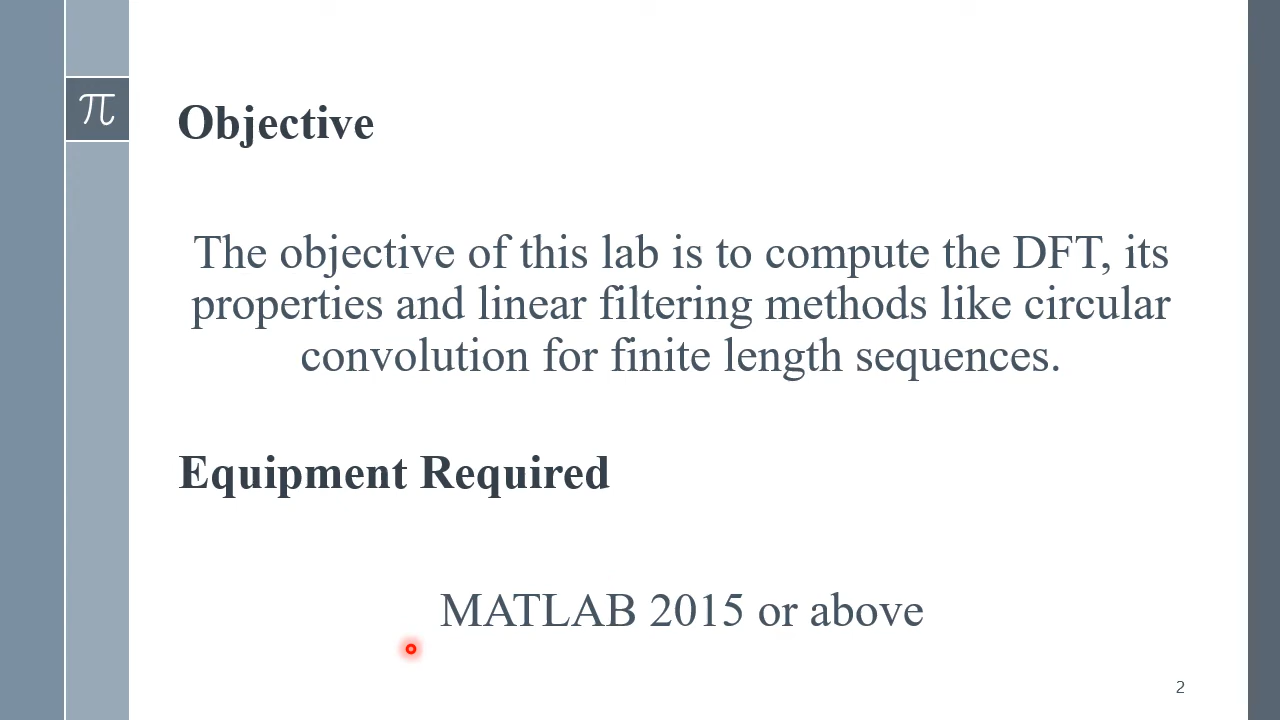 π
Objective
The objective of this lab is to compute the DFT, its
properties and linear filtering methods like circular
convolution for finite length sequences.
Equipment Required
MATLAB 2015 or above
2